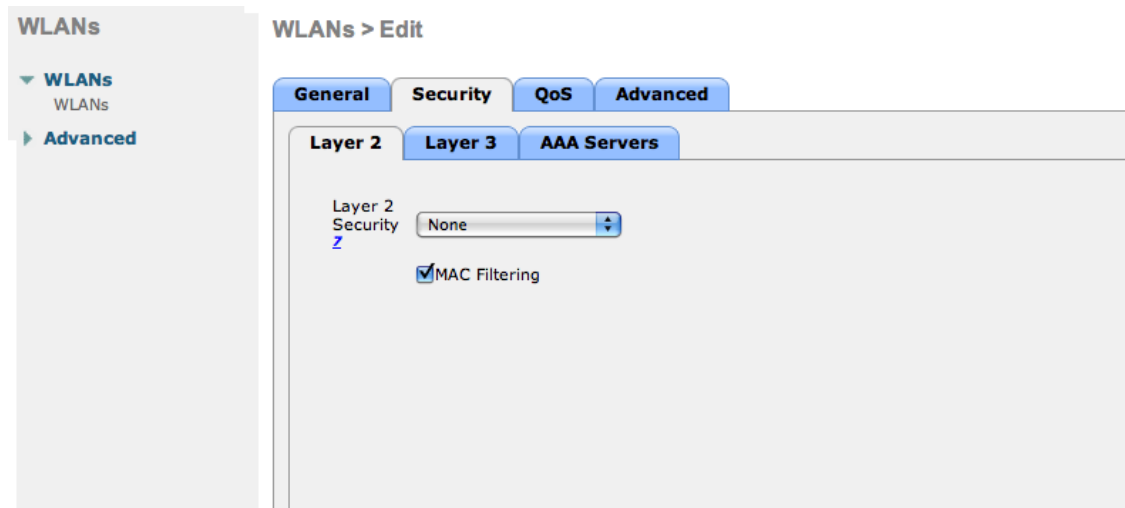 WLANs
WLANs
WLANs
Advanced
WLANs > Edit
General Security QoS Advanced
Layer 2 Layer 3 AAA Servers
Layer 2
Security
7
None
MAC Filtering